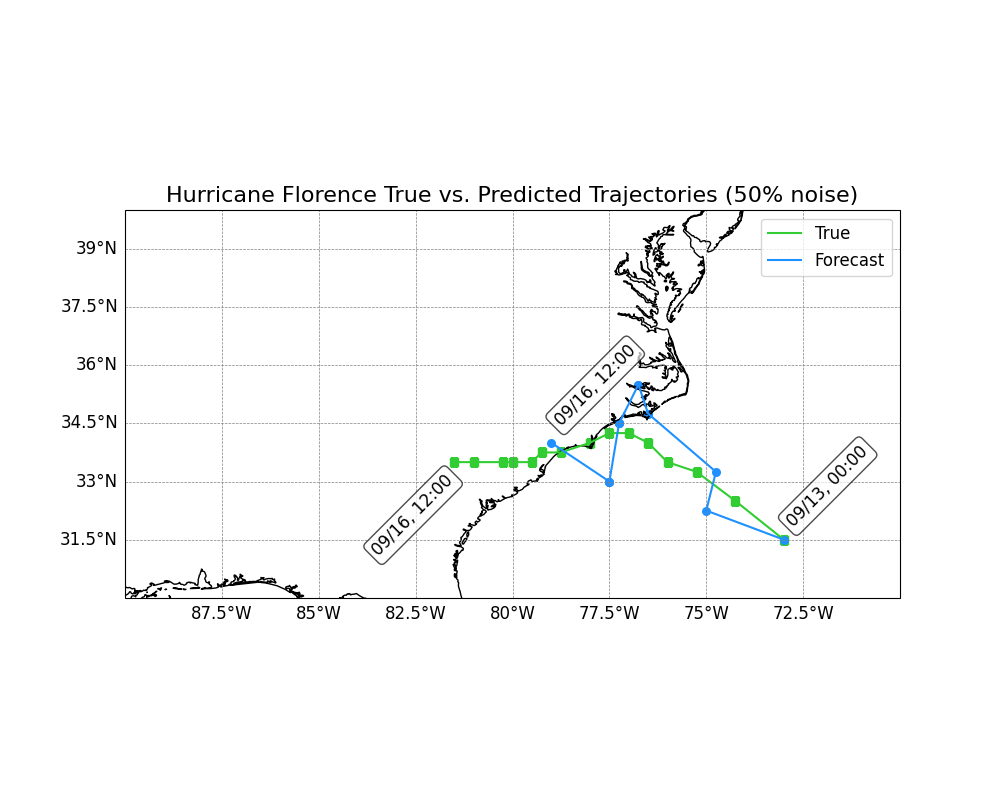 Hurricane Florence True vs. Predicted Trajectories (50% noise)
True
Forecast
39°N
37.5°N
36°N
34.5°N
33°N
31.5°N
09/16, 12:00
09/16, 12:00
09/13, 00:00
87.5°W
85°W
82.5°W
80°W
77.5°W
75°W
72.5°W